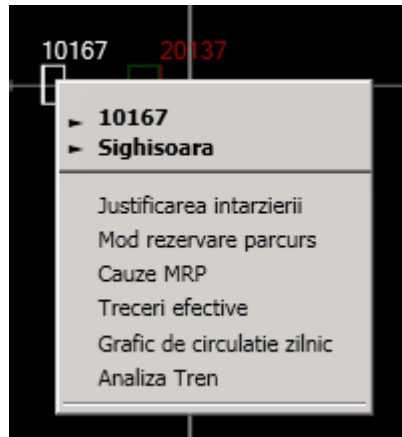 10167 20137
10167
Sighisoara
Justificarea intarzierii
Mod rezervare parcurs
Cauze MRP
Treceri efective
Grafic de circulatie zilnic
Analiza Tren